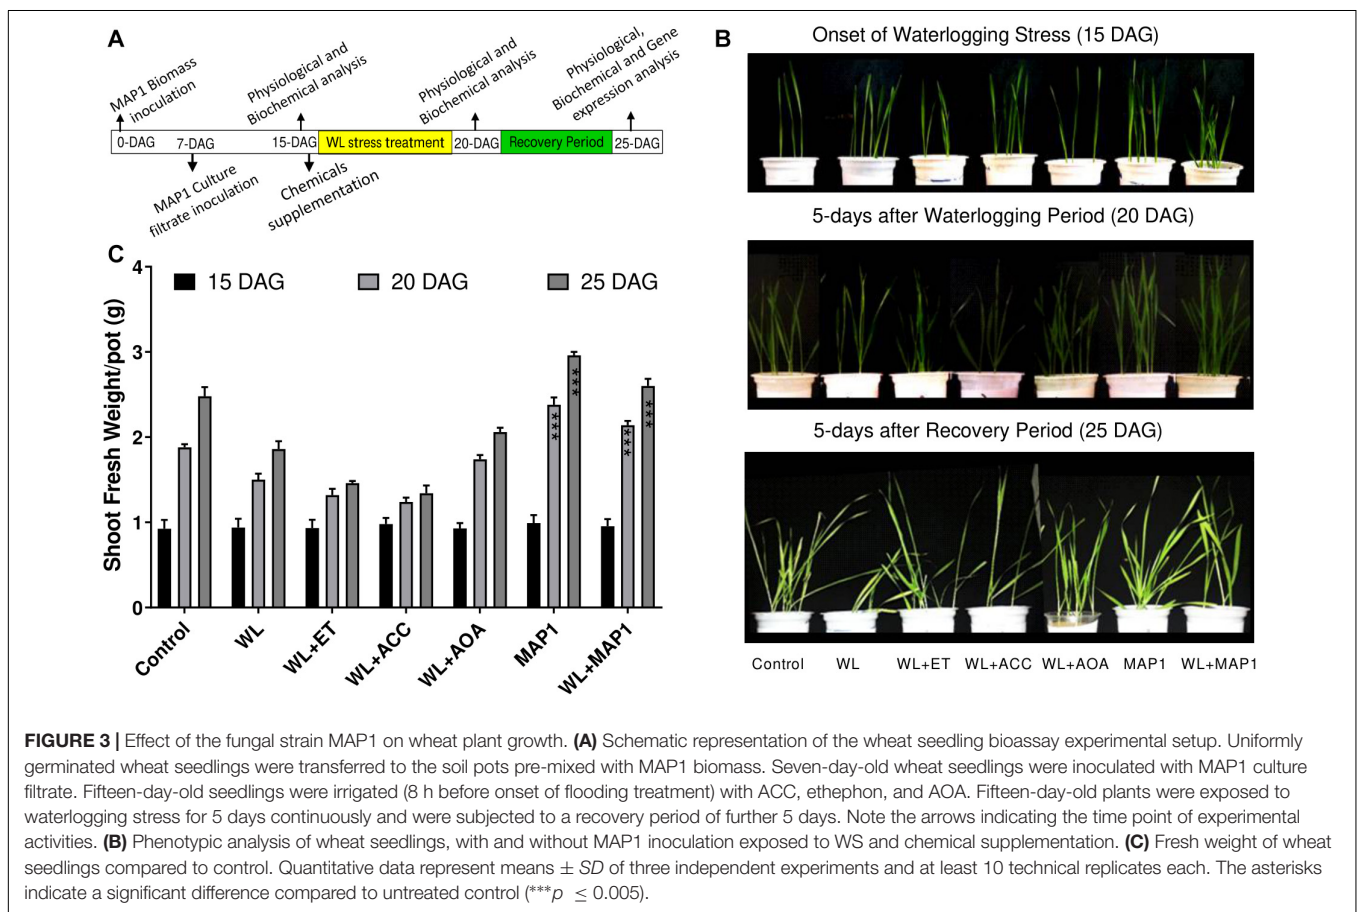 A
MAP1 Biomass
inoculation
Physiological and
Biochemical analysis
Physiological and
Biochemical analysis
Physiological,
Biochemical and Gene
expression analysis
0-DAG
7-DAG
15-DAG
WL stress treatment
20-DAG
Recovery Period
25-DAG
MAP1 Culture
filtrate inoculation
Chemicals
supplementation
B
Onset of Waterlogging Stress (15 DAG)
5-days after Waterlogging Period (20 DAG)
5-days after Recovery Period (25 DAG)
Control WL WL+ET WL+ACC WL+AOA MAP1 WL+MAP1
C
15 DAG 20 DAG 25 DAG
Shoot Fresh Weight/pot (g)
4
3
2
1
0
***
***
***
***
Control WL WL+ET WL+ACC WL+AOA MAP1 WL+MAP1
FIGURE 3 | Effect of the fungal strain MAP1 on wheat plant growth. (A) Schematic representation of the wheat seedling bioassay experimental setup. Uniformly
germinated wheat seedlings were transferred to the soil pots pre-mixed with MAP1 biomass. Seven-day-old wheat seedlings were inoculated with MAP1 culture
filtrate. Fifteen-day-old seedlings were irrigated (8 h before onset of flooding treatment) with ACC, ethephon, and AOA. Fifteen-day-old plants were exposed to
waterlogging stress for 5 days continuously and were subjected to a recovery period of further 5 days. Note the arrows indicating the time point of experimental
activities. (B) Phenotypic analysis of wheat seedlings, with and without MAP1 inoculation exposed to WS and chemical supplementation. (C) Fresh weight of wheat
seedlings compared to control. Quantitative data represent means ± SD of three independent experiments and at least 10 technical replicates each. The asterisks
indicate a significant difference compared to untreated control (***p ≤ 0.005).